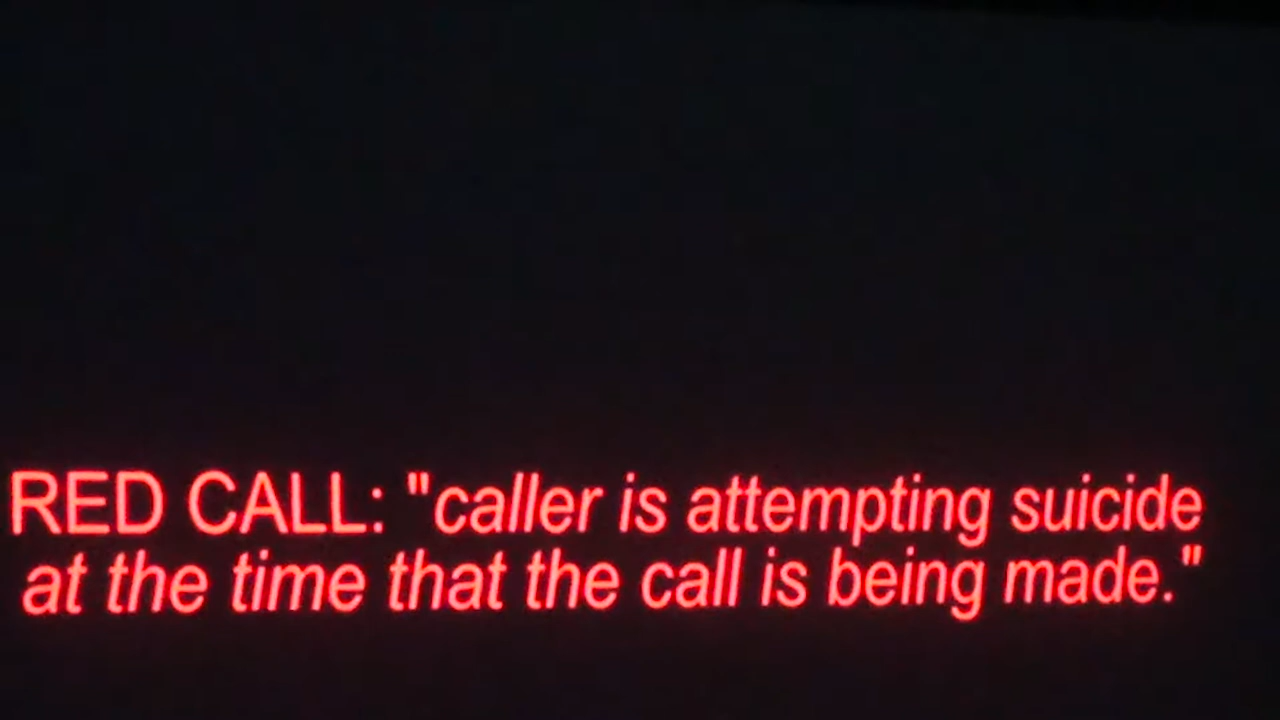 RED CALL: "caller is attempting suicide
at the time that the call is being made."